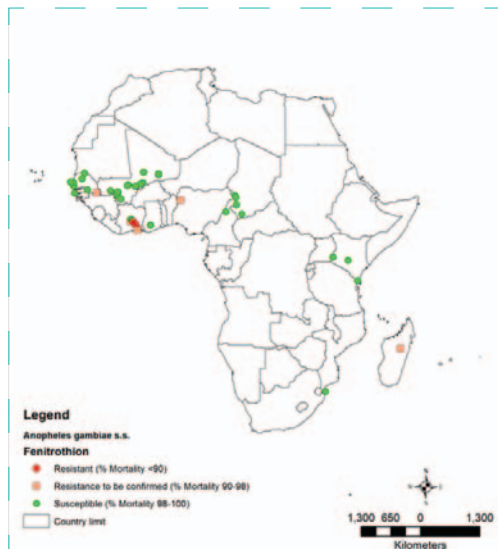 Legend
Anopheles gambiae s.s.
Fenitrothion
Resistant (% Mortality <90)
Resistance to be confirmed (% Mortality 90-98)
Susceptible (% Mortality 98-100)
Country limit
N
W E
S
1,300 650 0 1,300
Kilometers